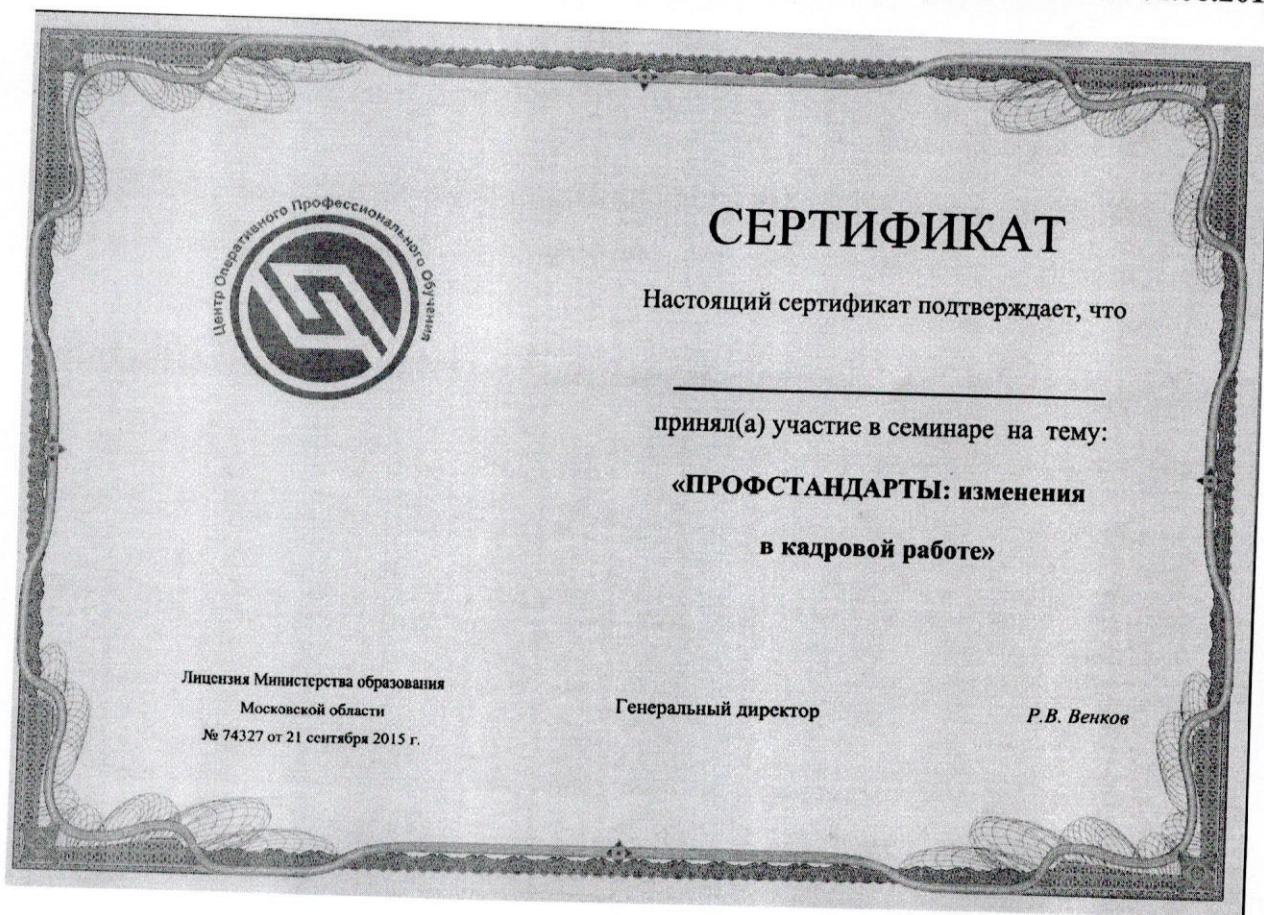 Центр Оперативного Профессионального Обучения
СЕРТИФИКАТ
Настоящий сертификат подтверждает, что
принял(а) участие в семинаре на тему:
«ПРОФСТАНДАРТЫ: изменения
в кадровой работе»
Лицензия Министерства образования
Московской области
№ 74327 от 21 сентября 2015 г.
Генеральный директор
Р.В. Венков